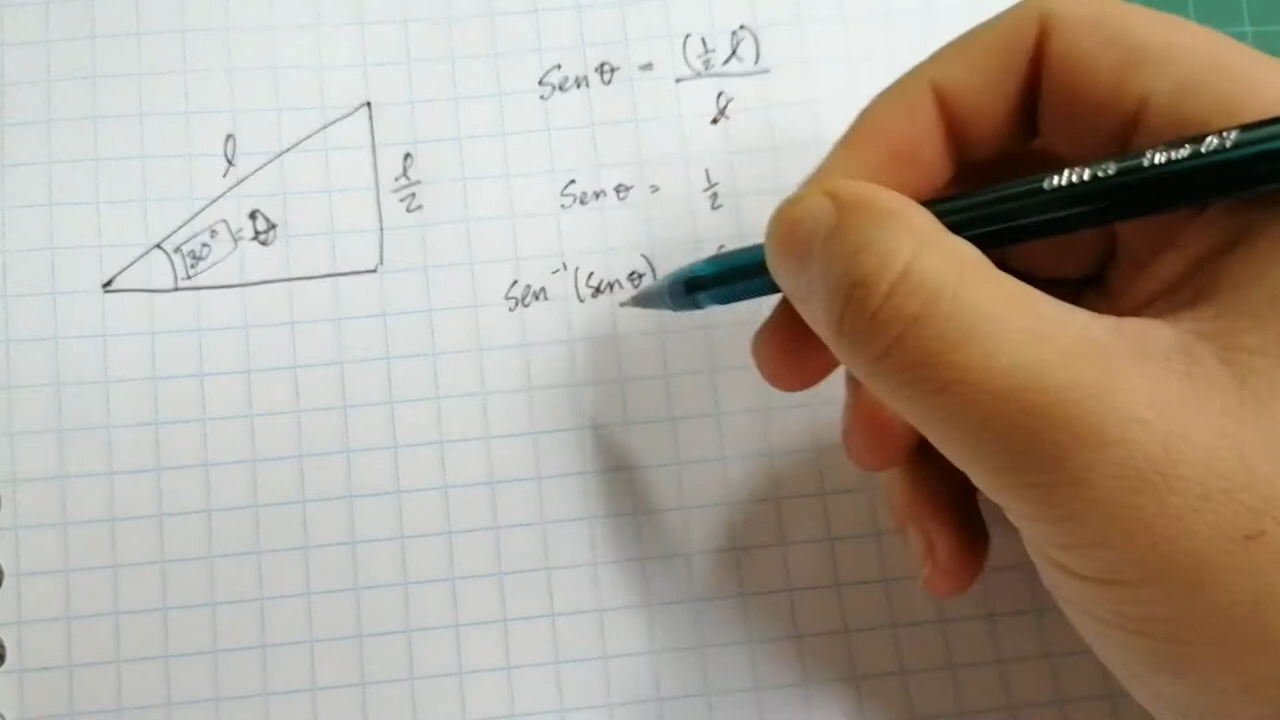 Sen θ = (½ l) / l
l
l/2
Sen θ = 1/2
30° = θ
Sen⁻¹ (Sen θ)